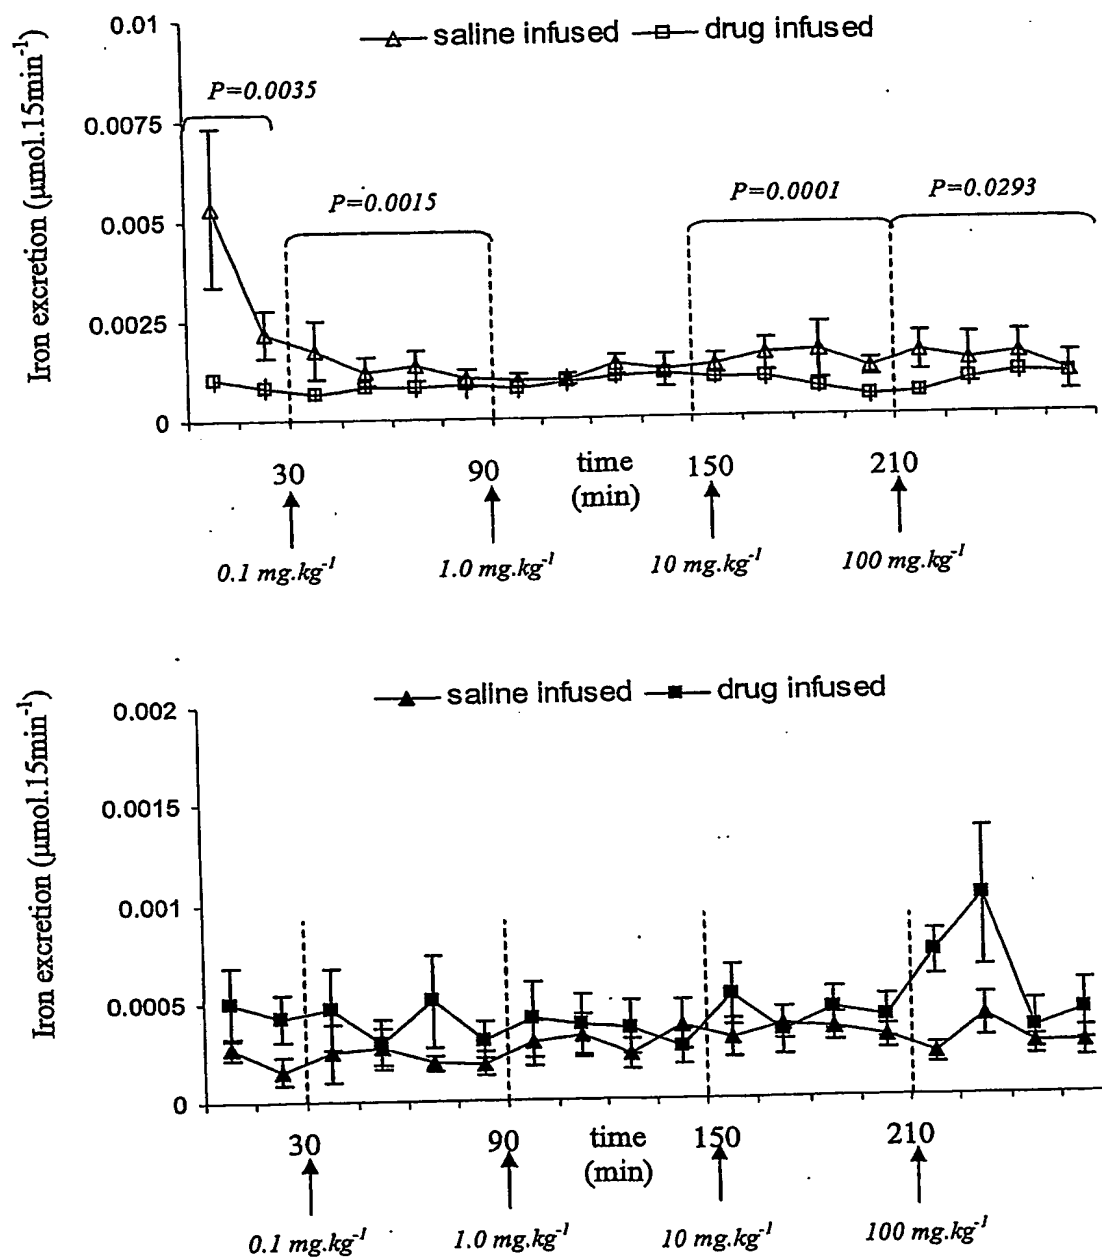 0.01
saline infused drug infused
P=0.0035
0.0075
P=0.0015
P=0.0001
P=0.0293
0.005
0.0025
0
Iron excretion (µmol.15min⁻¹)
30 90 time 150 210
(min)
0.1 mg.kg⁻¹ 1.0 mg.kg⁻¹ 10 mg.kg⁻¹ 100 mg.kg⁻¹
saline infused drug infused
0.002
0.0015
0.001
0.0005
0
Iron excretion (µmol.15min⁻¹)
30 90 time 150 210
(min)
0.1 mg.kg⁻¹ 1.0 mg.kg⁻¹ 10 mg.kg⁻¹ 100 mg.kg⁻¹